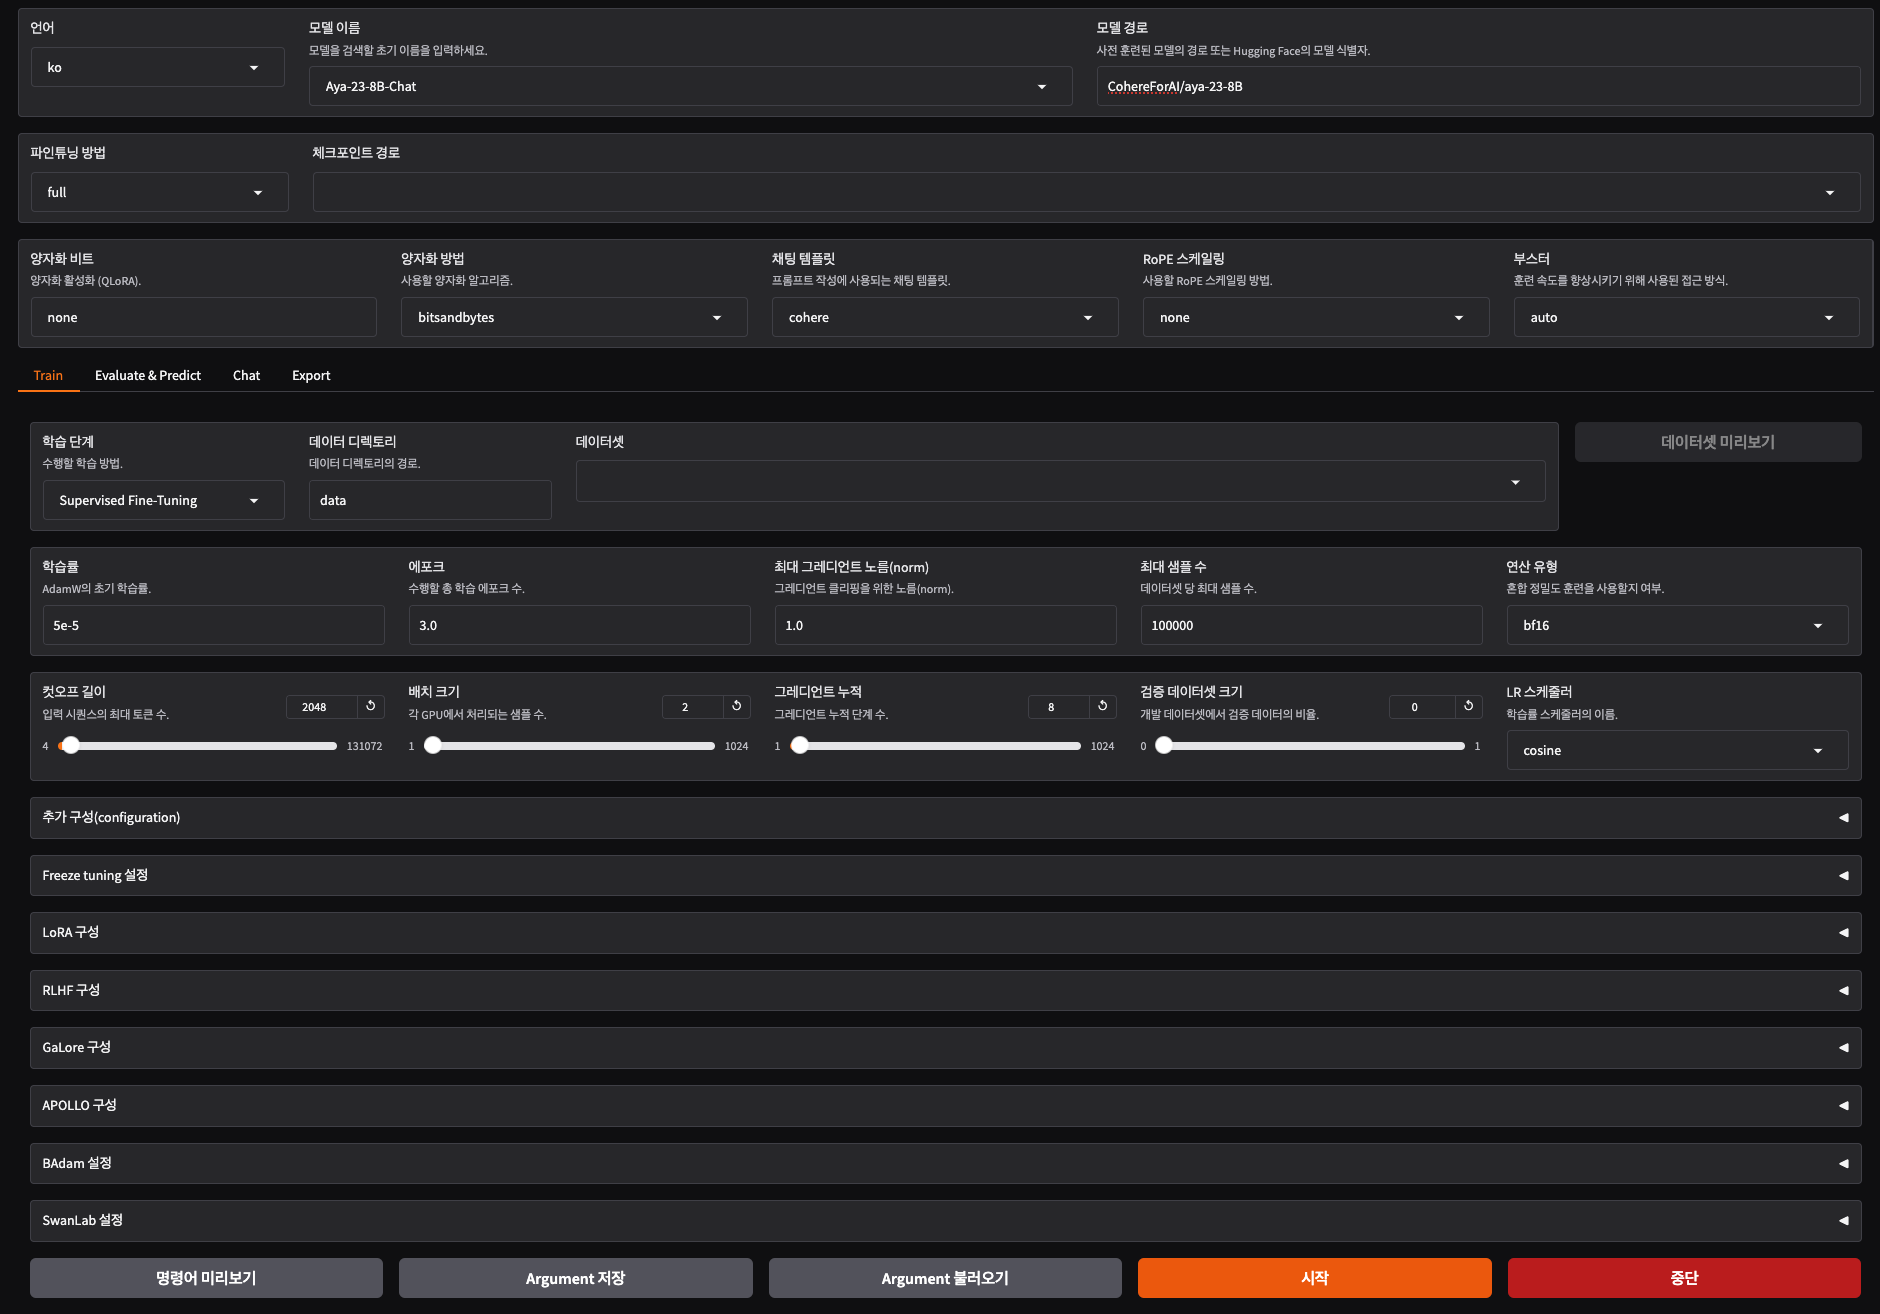 언어
ko
모델 이름
모델을 검색할 초기 이름을 입력하세요.
Aya-23-8B-Chat
모델 경로
사전 훈련된 모델의 경로 또는 Hugging Face의 모델 식별자.
CohereForAI/aya-23-8B
파인튜닝 방법
full
체크포인트 경로
양자화 비트
양자화 활성화 (QLoRA).
none
양자화 방법
사용할 양자화 알고리즘.
bitsandbytes
채팅 템플릿
프롬프트 작성에 사용되는 채팅 템플릿.
cohere
RoPE 스케일링
사용할 RoPE 스케일링 방법.
none
부스터
훈련 속도를 향상시키기 위해 사용된 접근 방식.
auto
Train Evaluate & Predict Chat Export
학습 단계
수행할 학습 방법.
Supervised Fine-Tuning
데이터 디렉토리
데이터 디렉토리의 경로.
data
데이터셋
데이터셋 미리보기
학습률
AdamW의 초기 학습률.
5e-5
에포크
수행할 총 학습 에포크 수.
3.0
최대 그레디언트 노름(norm)
그레디언트 클리핑을 위한 노름(norm).
1.0
최대 샘플 수
데이터셋 당 최대 샘플 수.
100000
연산 유형
혼합 정밀도 훈련을 사용할지 여부.
bf16
컷오프 길이
입력 시퀀스의 최대 토큰 수.
2048
4 131072
배치 크기
각 GPU에서 처리되는 샘플 수.
2
1 1024
그레디언트 누적
그레디언트 누적 단계 수.
8
1 1024
검증 데이터셋 크기
개발 데이터셋에서 검증 데이터의 비율.
0
0 1
LR 스케줄러
학습률 스케줄러의 이름.
cosine
추가 구성(configuration)
Freeze tuning 설정
LoRA 구성
RLHF 구성
GaLore 구성
APOLLO 구성
BAdam 설정
SwanLab 설정
명령어 미리보기
Argument 저장
Argument 불러오기
시작
중단